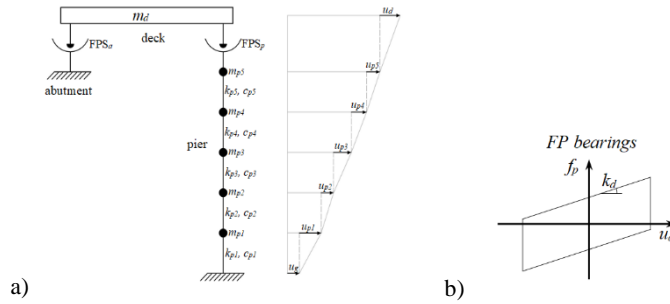 m_d
deck
FPS_a
FPS_p
abutment
pier
m_p5
k_p5, c_p5
m_p4
k_p4, c_p4
m_p3
k_p3, c_p3
m_p2
k_p2, c_p2
m_p1
k_p1, c_p1
u_d
u_p5
u_p4
u_p3
u_p2
u_p1
u_g
a)
FP bearings
f_p
k_d
b)